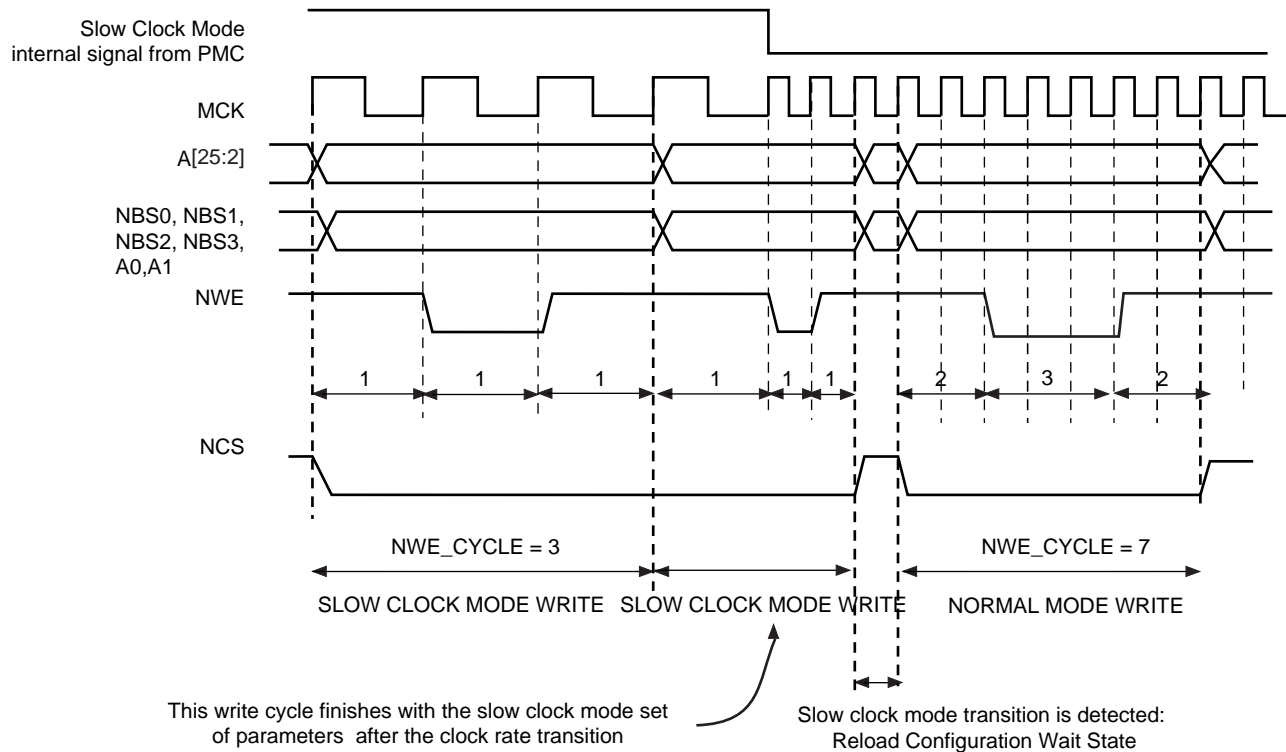 Slow Clock Mode
internal signal from PMC
MCK
A[25:2]
NBS0, NBS1,
NBS2, NBS3,
A0,A1
NWE
1 1 1 1 1 1 2 3 2
NCS
NWE_CYCLE = 3 NWE_CYCLE = 7
SLOW CLOCK MODE WRITE SLOW CLOCK MODE WRITE NORMAL MODE WRITE
This write cycle finishes with the slow clock mode set
of parameters after the clock rate transition
Slow clock mode transition is detected:
Reload Configuration Wait State